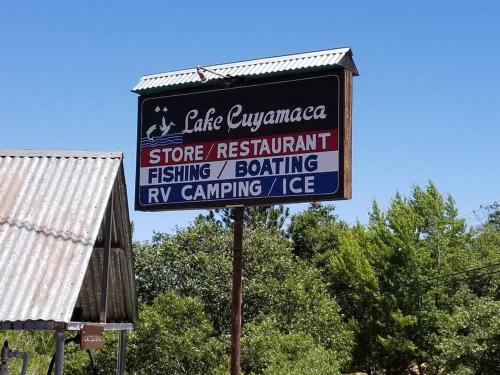 Lake Cuyamaca
STORE / RESTAURANT
FISHING / BOATING
RV CAMPING / ICE